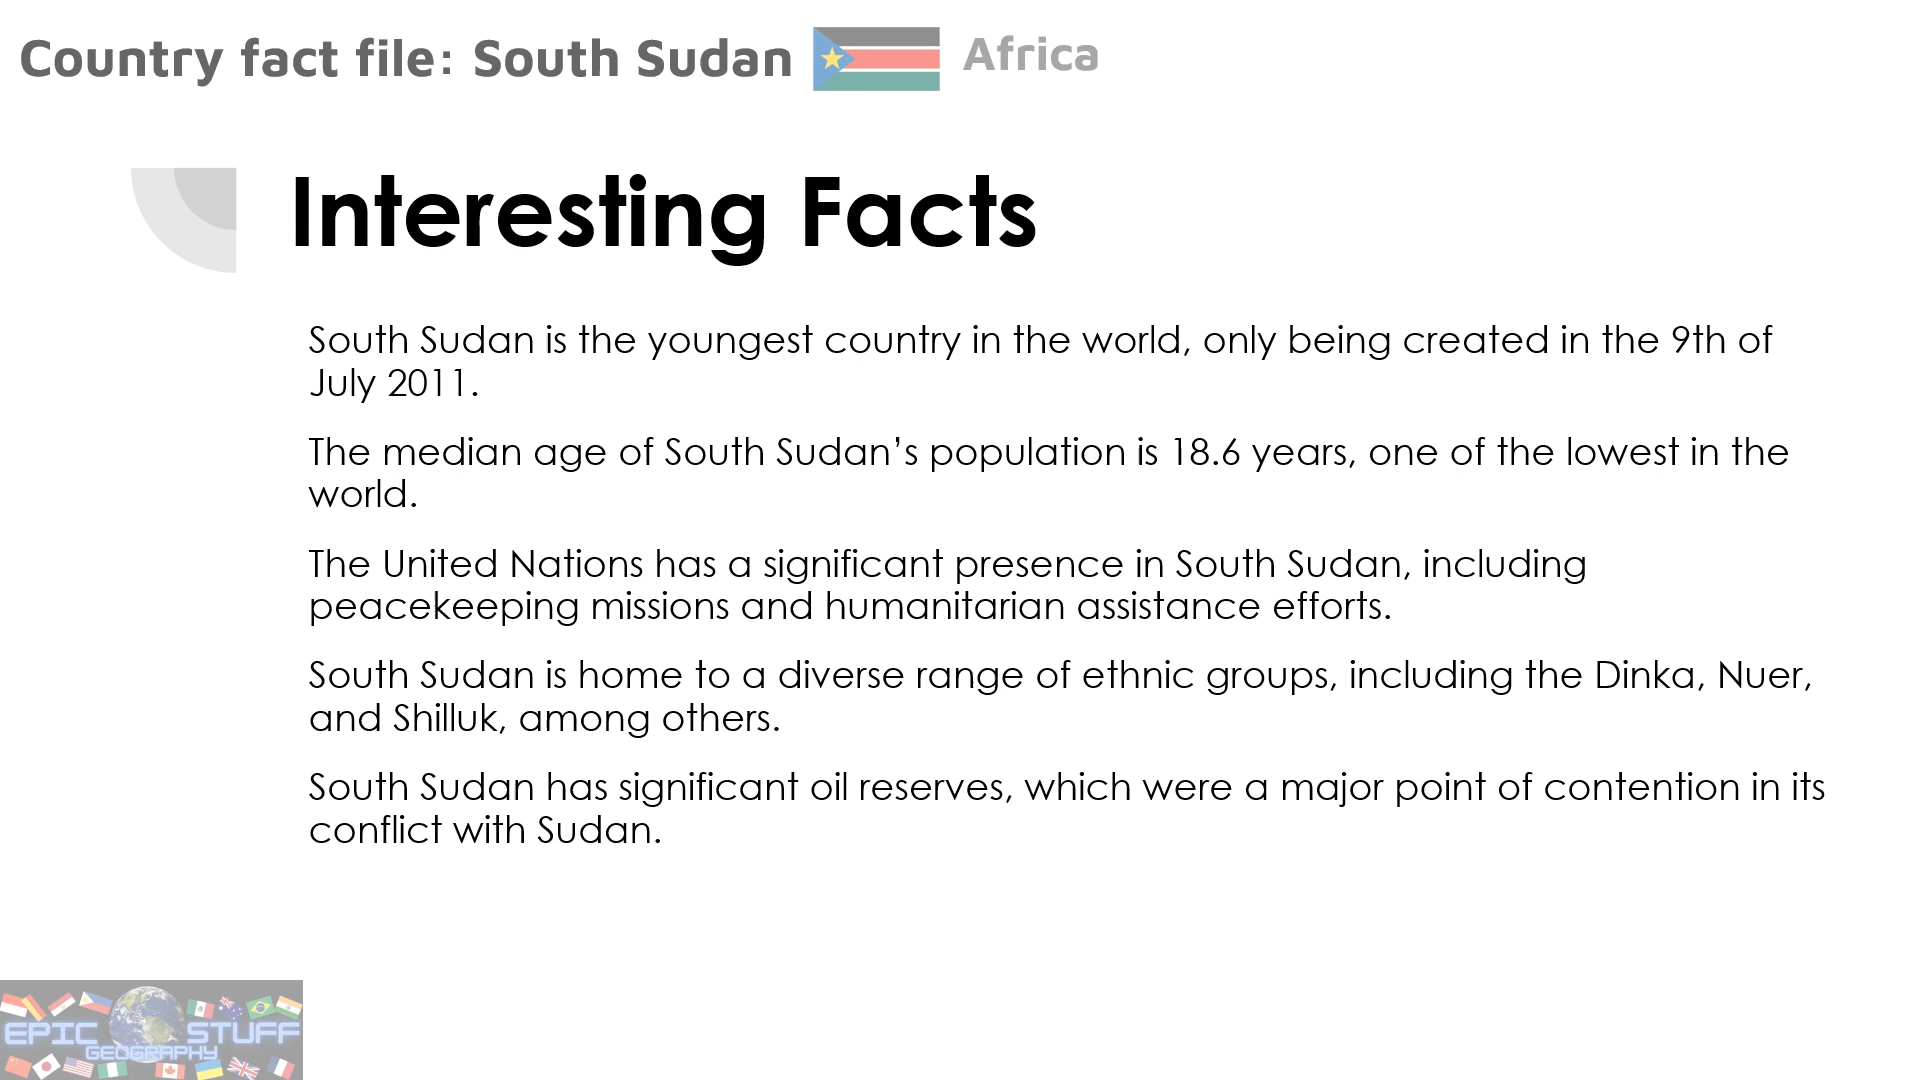 Country fact file: South Sudan Africa
Interesting Facts
South Sudan is the youngest country in the world, only being created in the 9th of
July 2011.
The median age of South Sudan’s population is 18.6 years, one of the lowest in the
world.
The United Nations has a significant presence in South Sudan, including
peacekeeping missions and humanitarian assistance efforts.
South Sudan is home to a diverse range of ethnic groups, including the Dinka, Nuer,
and Shilluk, among others.
South Sudan has significant oil reserves, which were a major point of contention in its
conflict with Sudan.
EPIC STUFF
GEOGRAPHY